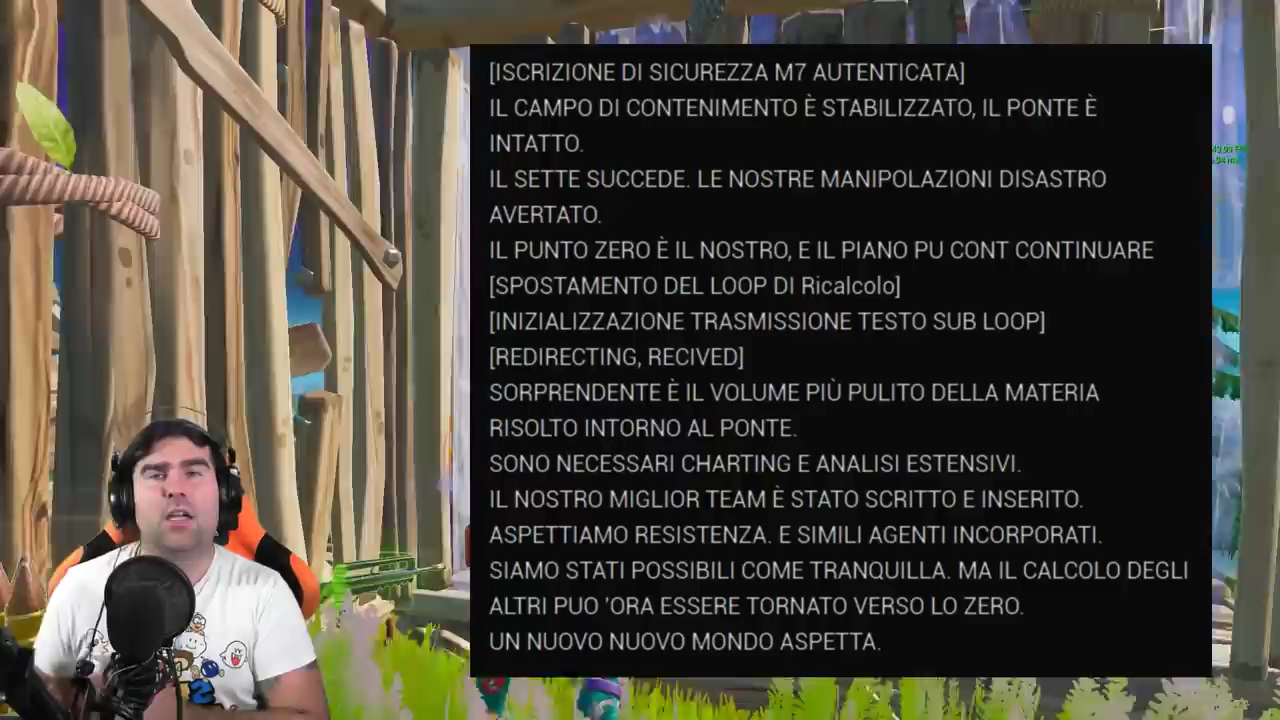 [ISCRIZIONE DI SICUREZZA M7 AUTENTICATA]
IL CAMPO DI CONTENIMENTO È STABILIZZATO, IL PONTE È
INTATTO.
IL SETTE SUCCEDE. LE NOSTRE MANIPOLAZIONI DISASTRO
AVERTATO.
IL PUNTO ZERO È IL NOSTRO, E IL PIANO PU CONT CONTINUARE
[SPOSTAMENTO DEL LOOP DI Ricalcolo]
[INIZIALIZZAZIONE TRASMISSIONE TESTO SUB LOOP]
[REDIRECTING, RECIVED]
SORPRENDENTE È IL VOLUME PIÙ PULITO DELLA MATERIA
RISOLTO INTORNO AL PONTE.
SONO NECESSARI CHARTING E ANALISI ESTENSIVI.
IL NOSTRO MIGLIOR TEAM È STATO SCRITTO E INSERITO.
ASPETTIAMO RESISTENZA. E SIMILI AGENTI INCORPORATI.
SIAMO STATI POSSIBILI COME TRANQUILLA. MA IL CALCOLO DEGLI
ALTRI PUO 'ORA ESSERE TORNATO VERSO LO ZERO.
UN NUOVO NUOVO MONDO ASPETTA.